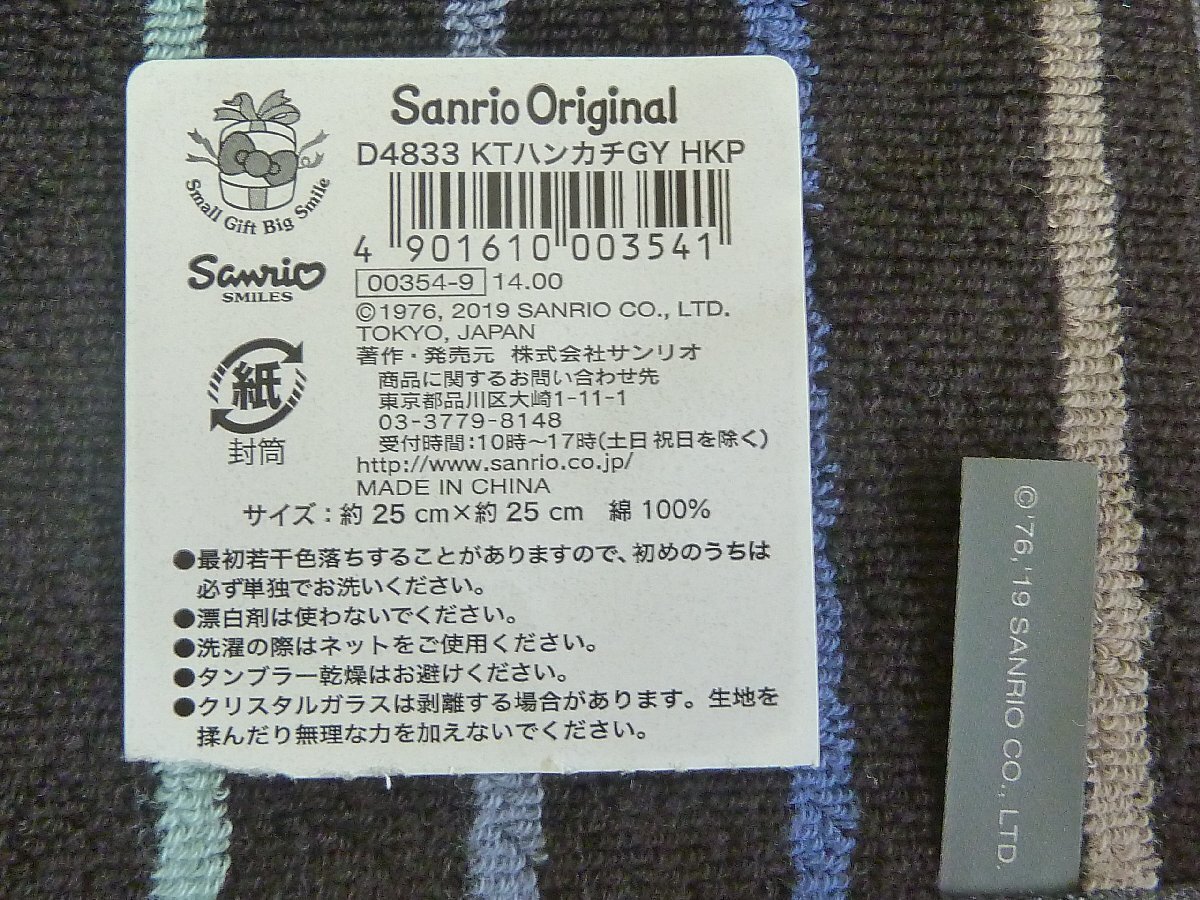 Sanrio Original
D4833 KTハンカチGY HKP
4 901610 003541
00354-9 14.00
©1976, 2019 SANRIO CO., LTD.
TOKYO, JAPAN
著作・発売元 株式会社サンリオ
商品に関するお問い合わせ先
東京都品川区大崎1-11-1
03-3779-8148
受付時間:10時～17時(土日祝日を除く)
http://www.sanrio.co.jp/
MADE IN CHINA
Small Gift Big Smile
Sanrio
SMILES
紙
封筒
サイズ:約 25 cm×約 25 cm 綿 100%
●最初若干色落ちすることがありますので、初めのうちは
必ず単独でお洗いください。
●漂白剤は使わないでください。
●洗濯の際はネットをご使用ください。
●タンブラー乾燥はお避けください。
●クリスタルガラスは剥離する場合があります。生地を
揉んだり無理な力を加えないでください。
©'76,'19 SANRIO CO., LTD.